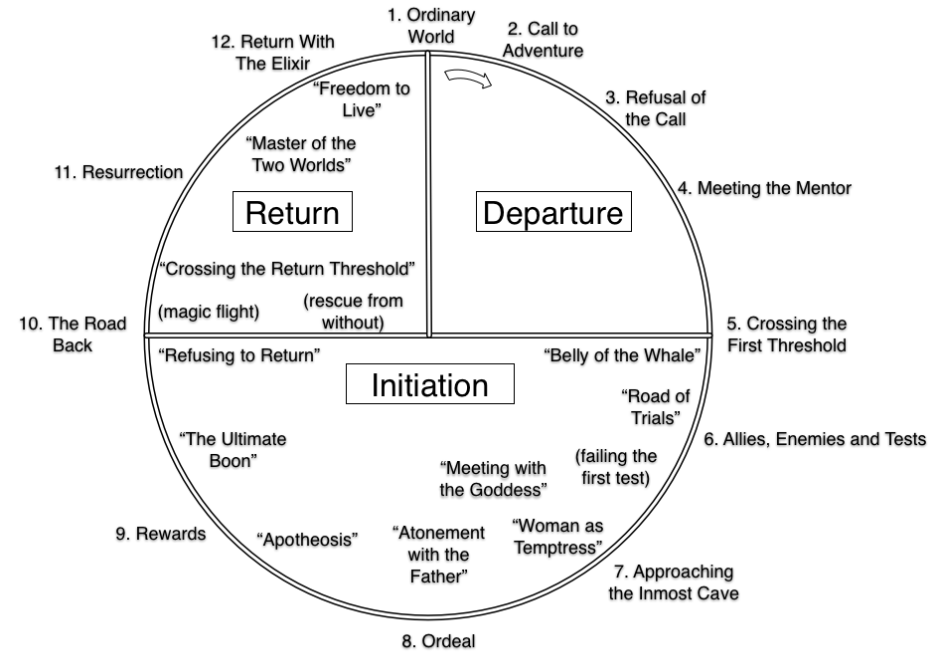 1. Ordinary
World
2. Call to
Adventure
3. Refusal of
the Call
4. Meeting the Mentor
5. Crossing the
First Threshold
6. Allies, Enemies and Tests
7. Approaching
the Inmost Cave
8. Ordeal
9. Rewards
10. The Road
Back
11. Resurrection
12. Return With
The Elixir
Departure
Initiation
“Belly of the Whale”
“Road of
Trials”
(failing the
first test)
“Meeting with
the Goddess”
“Woman as
Temptress”
“Atonement
with the
Father”
“Apotheosis”
“The Ultimate
Boon”
“Refusing to Return”
Return
(magic flight)
(rescue from
without)
“Crossing the Return Threshold”
“Master of the
Two Worlds”
“Freedom to
Live”